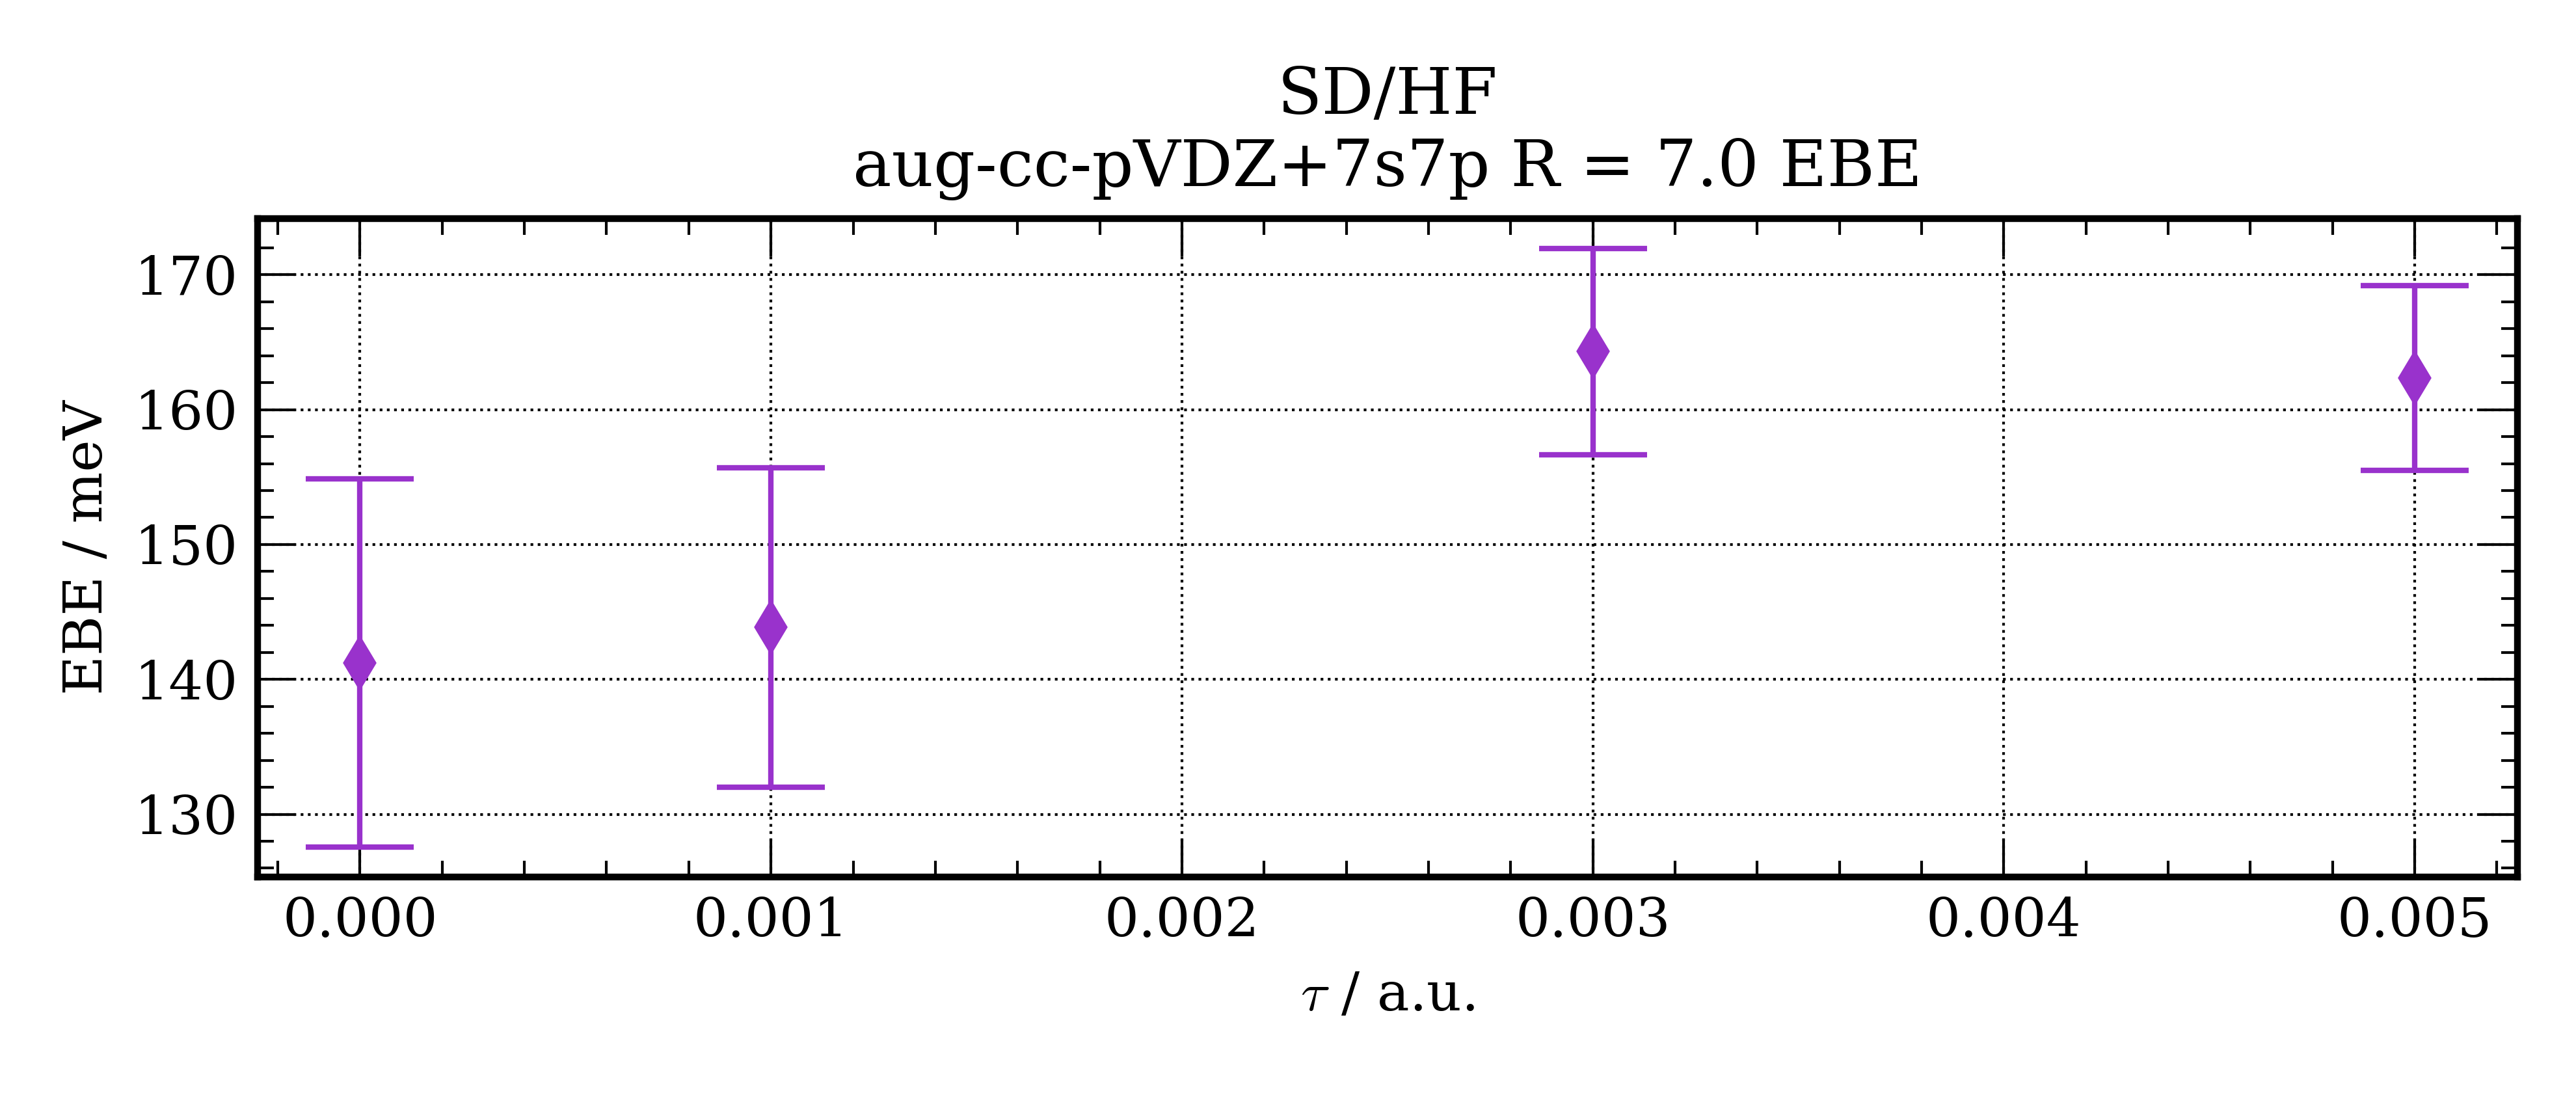 SD/HF
aug-cc-pVDZ+7s7p R = 7.0 EBE
EBE / meV
170
160
150
140
130
0.000 0.001 0.002 0.003 0.004 0.005
τ / a.u.